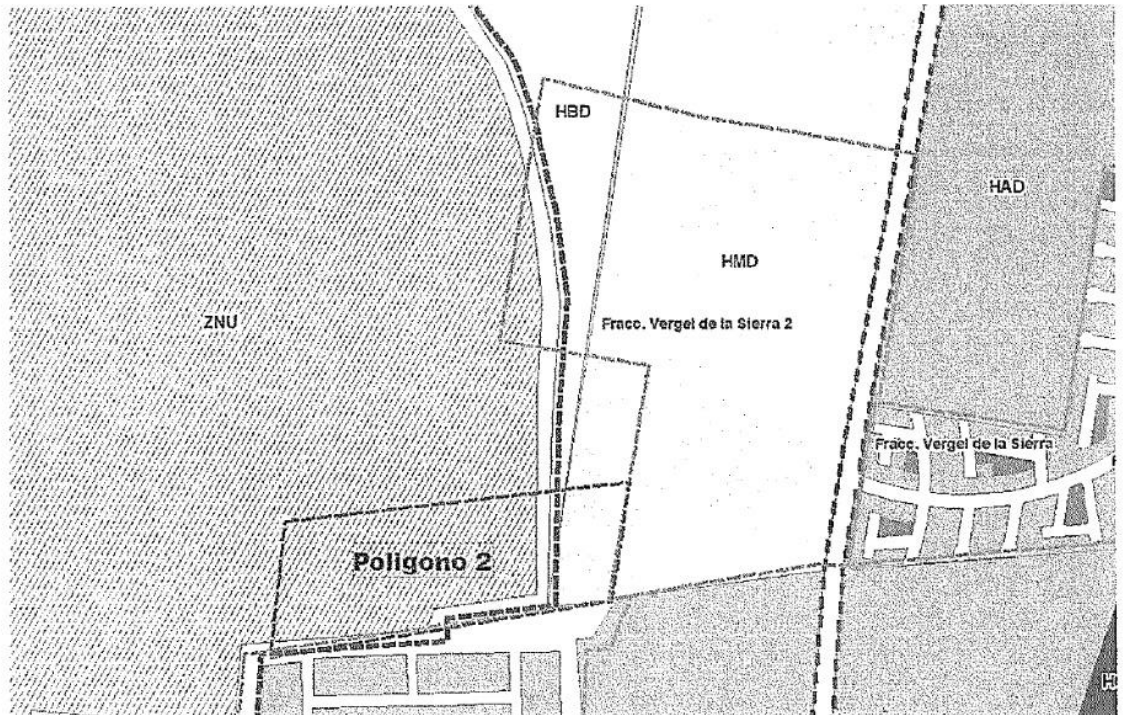 HBD
HAD
HMD
ZNU
Fracc. Vergel de la Sierra 2
Fracc. Vergel de la Sierra
Poligono 2